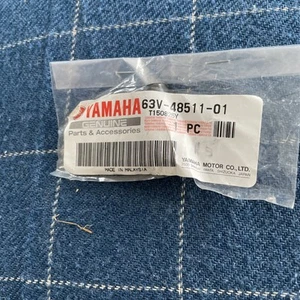 YAMAHA 63V-48511-01
GENUINE
Parts & Accessories 1 PC
MADE IN MALAYSIA
YAMAHA MOTOR CO., LTD.